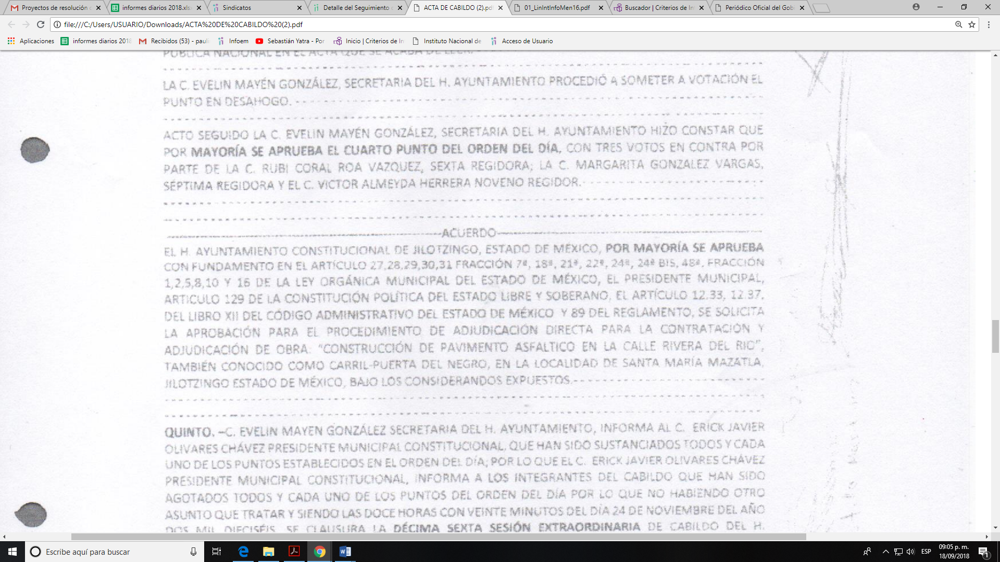 Proyectos de resolución
informes diarios 2018.xls
Sindicatos
Detalle del Seguimiento
ACTA DE CABILDO (2).pd
01_LinIntInfoMen16.pdf
Buscador | Criterios de In
Periódico Oficial del Gob
file:///C:/Users/USUARIO/Downloads/ACTA%20DE%20CABILDO%20(2).pdf
Aplicaciones
informes diarios 2018
Recibidos (53) - pauli
Infoem
Sebastián Yatra - Por
Inicio | Criterios de In
Instituto Nacional de
Acceso de Usuario
PÚBLICA NACIONAL EN EL ACTA QUE SE ACABA DE LEER.
LA C. EVELIN MAYÉN GONZÁLEZ, SECRETARIA DEL H. AYUNTAMIENTO PROCEDIÓ A SOMETER A VOTACIÓN EL
PUNTO EN DESAHOGO.
ACTO SEGUIDO LA C. EVELIN MAYÉN GONZÁLEZ, SECRETARIA DEL H. AYUNTAMIENTO HIZO CONSTAR QUE
POR MAYORÍA SE APRUEBA EL CUARTO PUNTO DEL ORDEN DEL DÍA, CON TRES VOTOS EN CONTRA POR
PARTE DE LA C. RUBI CORAL ROA VAZQUEZ, SEXTA REGIDORA; LA C. MARGARITA GONZALEZ VARGAS,
SÉPTIMA REGIDORA Y EL C. VICTOR ALMEYDA HERRERA NOVENO REGIDOR.
ACUERDO
EL H. AYUNTAMIENTO CONSTITUCIONAL DE JILOTZINGO, ESTADO DE MÉXICO, POR MAYORÍA SE APRUEBA
CON FUNDAMENTO EN EL ARTÍCULO 27,28,29,30,31 FRACCIÓN 7ª, 18ª, 21ª, 22ª, 24ª, 24ª BIS, 48ª, FRACCIÓN
1,2,5,8,10 Y 16 DE LA LEY ORGÁNICA MUNICIPAL DEL ESTADO DE MÉXICO, EL PRESIDENTE MUNICIPAL,
ARTICULO 129 DE LA CONSTITUCIÓN POLÍTICA DEL ESTADO LIBRE Y SOBERANO, EL ARTÍCULO 12.33, 12.37,
DEL LIBRO XII DEL CÓDIGO ADMINISTRATIVO DEL ESTADO DE MÉXICO Y 89 DEL REGLAMENTO, SE SOLICITA
LA APROBACIÓN PARA EL PROCEDIMIENTO DE ADJUDICACIÓN DIRECTA PARA LA CONTRATACIÓN Y
ADJUDICACIÓN DE OBRA: "CONSTRUCCIÓN DE PAVIMENTO ASFALTICO EN LA CALLE RIVERA DEL RIO",
TAMBIÉN CONOCIDO COMO CARRIL-PUERTA DEL NEGRO, EN LA LOCALIDAD DE SANTA MARÍA MAZATLA,
JILOTZINGO ESTADO DE MÉXICO, BAJO LOS CONSIDERANDOS EXPUESTOS.
QUINTO. –C. EVELIN MAYEN GONZÁLEZ SECRETARIA DEL H. AYUNTAMIENTO, INFORMA AL C. ERICK JAVIER
OLIVARES CHÁVEZ PRESIDENTE MUNICIPAL CONSTITUCIONAL, QUE HAN SIDO SUSTANCIADOS TODOS Y CADA
UNO DE LOS PUNTOS ESTABLECIDOS EN EL ORDEN DEL DÍA; POR LO QUE EL C. ERICK JAVIER OLIVARES CHÁVEZ
PRESIDENTE MUNICIPAL CONSTITUCIONAL, INFORMA A LOS INTEGRANTES DEL CABILDO QUE HAN SIDO
AGOTADOS TODOS Y CADA UNO DE LOS PUNTOS DEL ORDEN DEL DÍA POR LO QUE NO HABIENDO OTRO
ASUNTO QUE TRATAR Y SIENDO LAS DOCE HORAS CON VEINTE MINUTOS DEL DÍA 24 DE NOVIEMBRE DEL AÑO
DOS MIL DIECISÉIS, SE CLAUSURA LA DÉCIMA SEXTA SESIÓN EXTRAORDINARIA DE CABILDO DEL H.
Escribe aquí para buscar
ESP
09:05 p. m.
18/09/2018
1